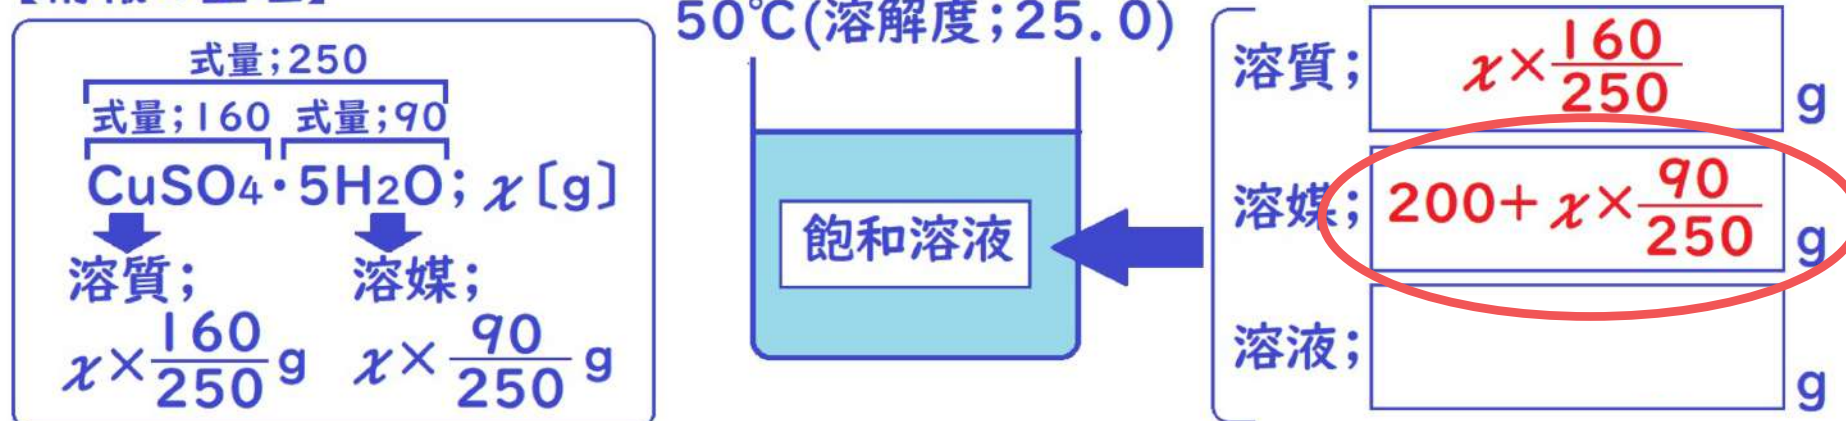 50℃(溶解度;25.0)
式量;250
式量;160 式量;90
CuSO4・5H2O; x〔g〕
溶質;
溶媒;
x×160/250 g
x×90/250 g
飽和溶液
溶質; x×160/250 g
溶媒; 200+x×90/250 g
溶液; g